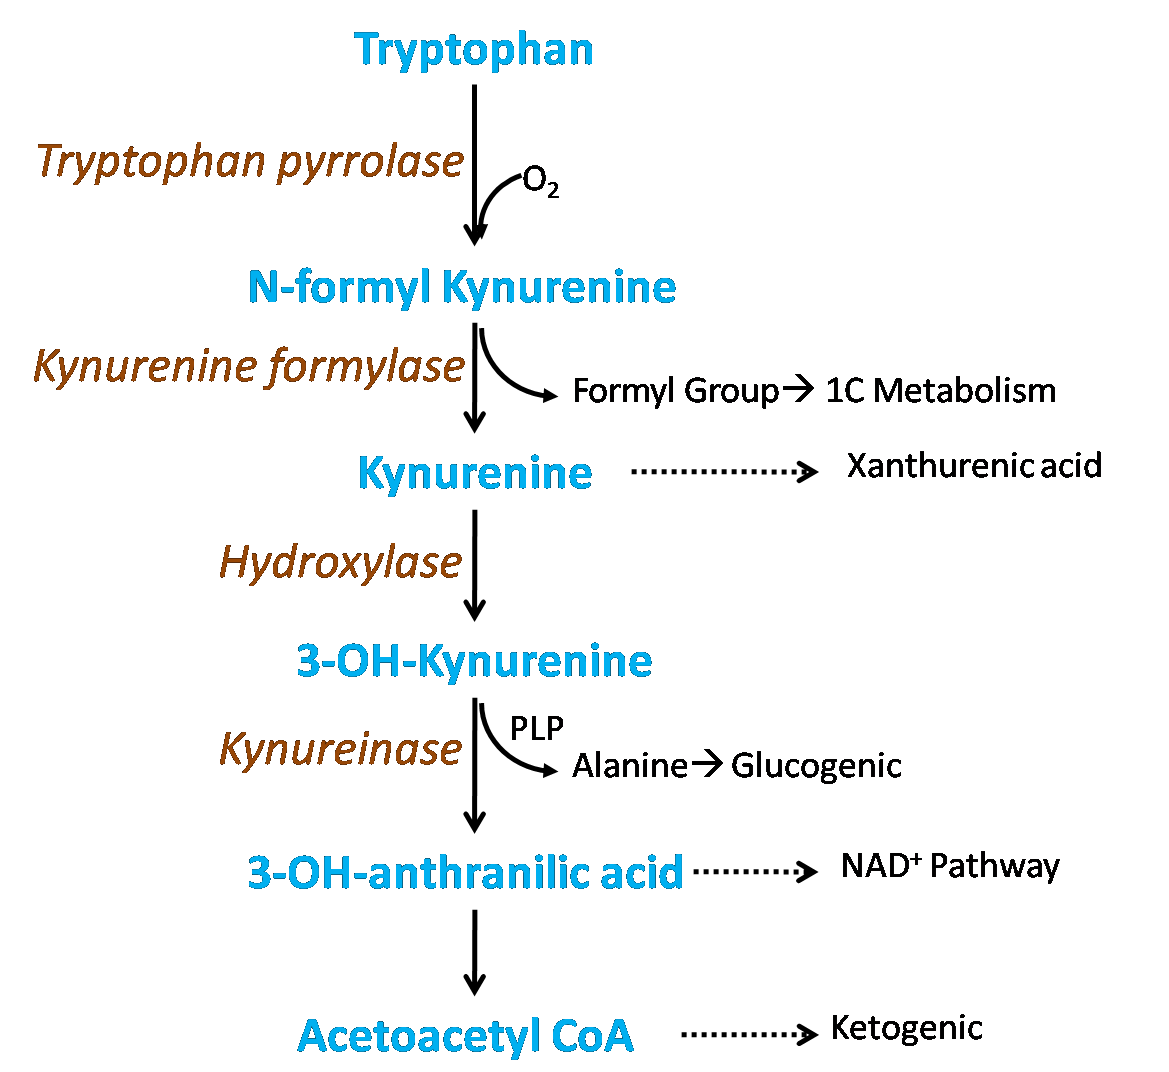 Tryptophan
Tryptophan pyrrolase
O₂
N-formyl Kynurenine
Kynurenine formylase
Formyl Group→ 1C Metabolism
Kynurenine
Xanthurenic acid
Hydroxylase
3-OH-Kynurenine
PLP
Kynureinase
Alanine→ Glucogenic
3-OH-anthranilic acid
NAD⁺ Pathway
Acetoacetyl CoA
Ketogenic